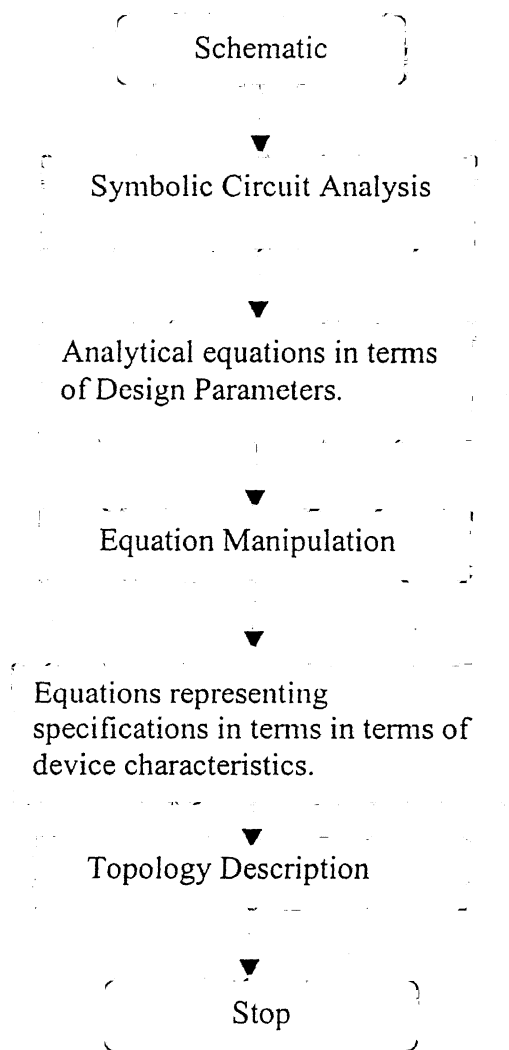 Schematic
Symbolic Circuit Analysis
Analytical equations in terms
of Design Parameters.
Equation Manipulation
Equations representing
specifications in terms in terms of
device characteristics.
Topology Description
Stop